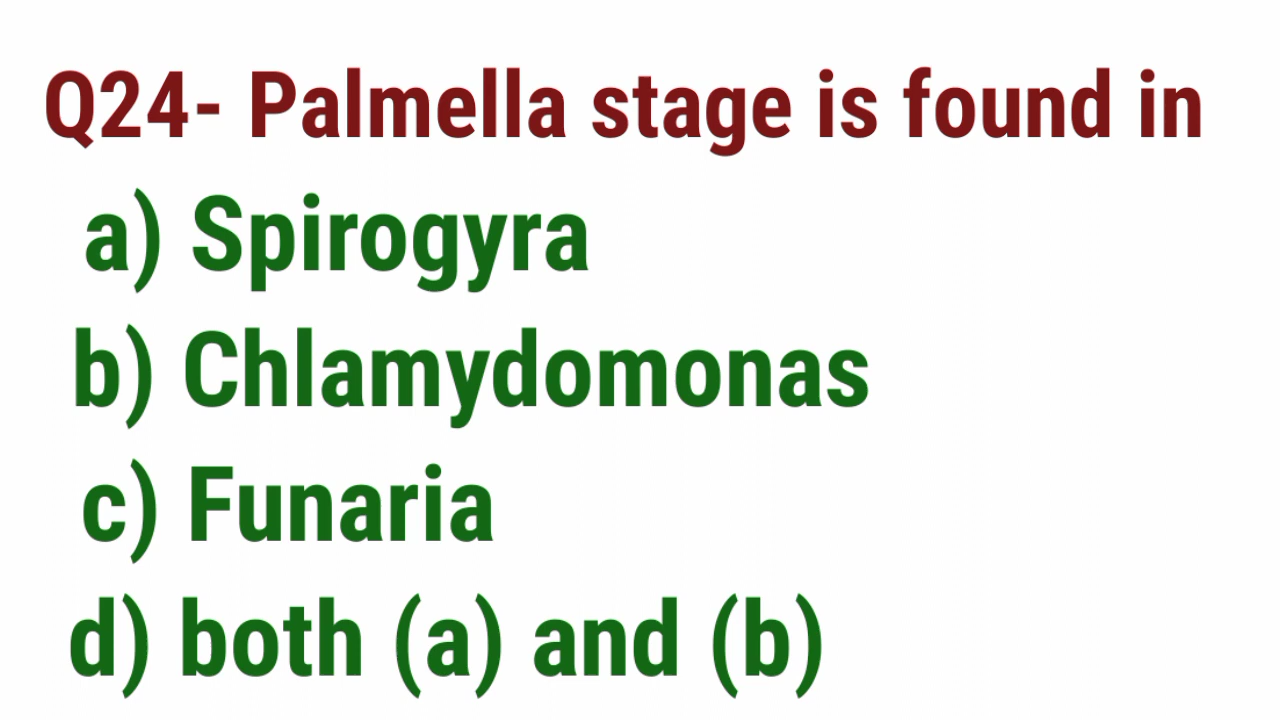 Q24- Palmella stage is found in
a) Spirogyra
b) Chlamydomonas
c) Funaria
d) both (a) and (b)